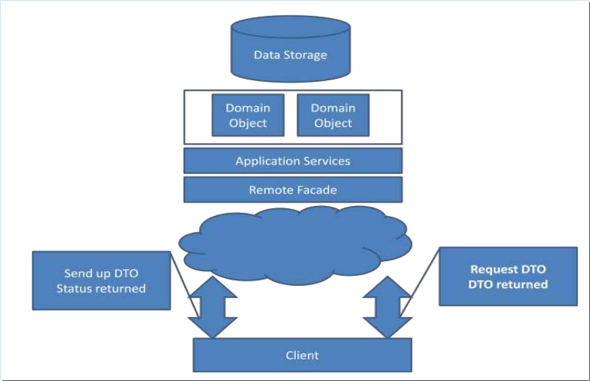 Data Storage
Domain
Object
Domain
Object
Application Services
Remote Facade
Send up DTO
Status returned
Request DTO
DTO returned
Client